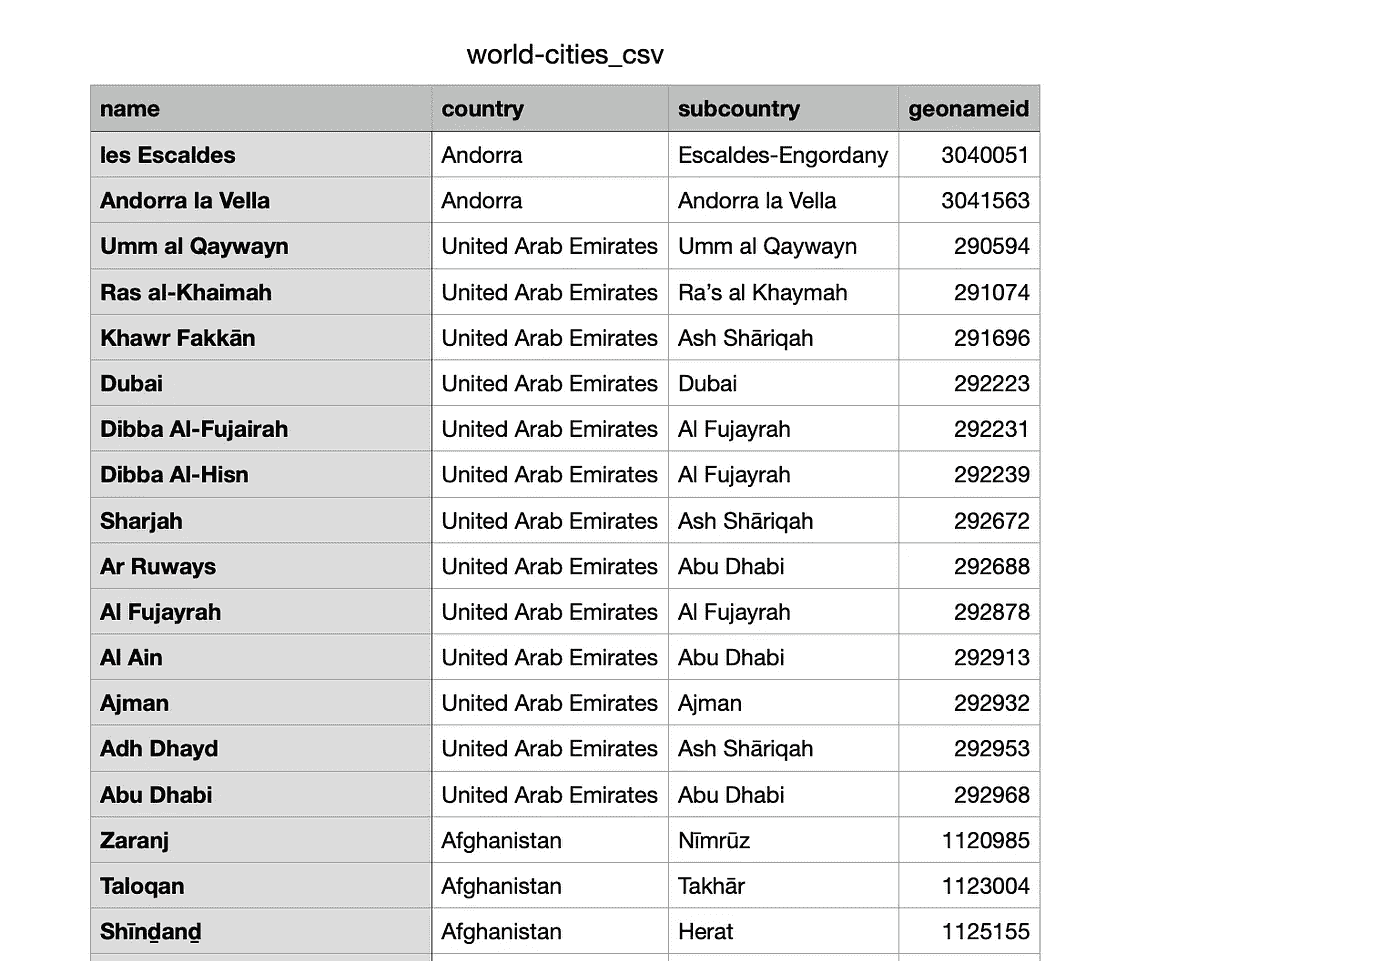 world-cities_csv
name country subcountry geonameid
les Escaldes Andorra Escaldes-Engordany 3040051
Andorra la Vella Andorra Andorra la Vella 3041563
Umm al Qaywayn United Arab Emirates Umm al Qaywayn 290594
Ras al-Khaimah United Arab Emirates Ra’s al Khaymah 291074
Khawr Fakkān United Arab Emirates Ash Shāriqah 291696
Dubai United Arab Emirates Dubai 292223
Dibba Al-Fujairah United Arab Emirates Al Fujayrah 292231
Dibba Al-Hisn United Arab Emirates Al Fujayrah 292239
Sharjah United Arab Emirates Ash Shāriqah 292672
Ar Ruways United Arab Emirates Abu Dhabi 292688
Al Fujayrah United Arab Emirates Al Fujayrah 292878
Al Ain United Arab Emirates Abu Dhabi 292913
Ajman United Arab Emirates Ajman 292932
Adh Dhayd United Arab Emirates Ash Shāriqah 292953
Abu Dhabi United Arab Emirates Abu Dhabi 292968
Zaranj Afghanistan Nīmrūz 1120985
Taloqan Afghanistan Takhār 1123004
Shīnḏanḏ Afghanistan Herat 1125155